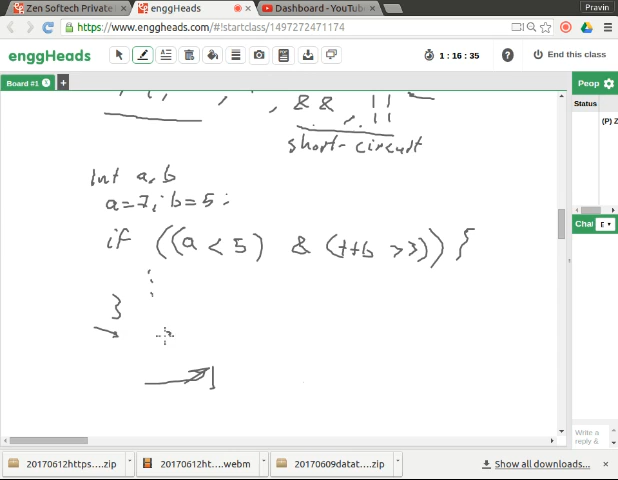 Zen Softech Private
enggHeads
Dashboard - YouTube
Pravin
https://www.enggheads.com/#!startclass/1497272471174
enggHeads
1 : 16 : 35
End this class
Board #1
Peop
Status
(P) Z
Chat
E
&& ||
short-circuit
Int a, b
a=7; b=5;
if ((a < 5) & (++b >3)) {
}
Write a
reply &
20170612https....zip
20170612ht....webm
20170609datat....zip
Show all downloads...